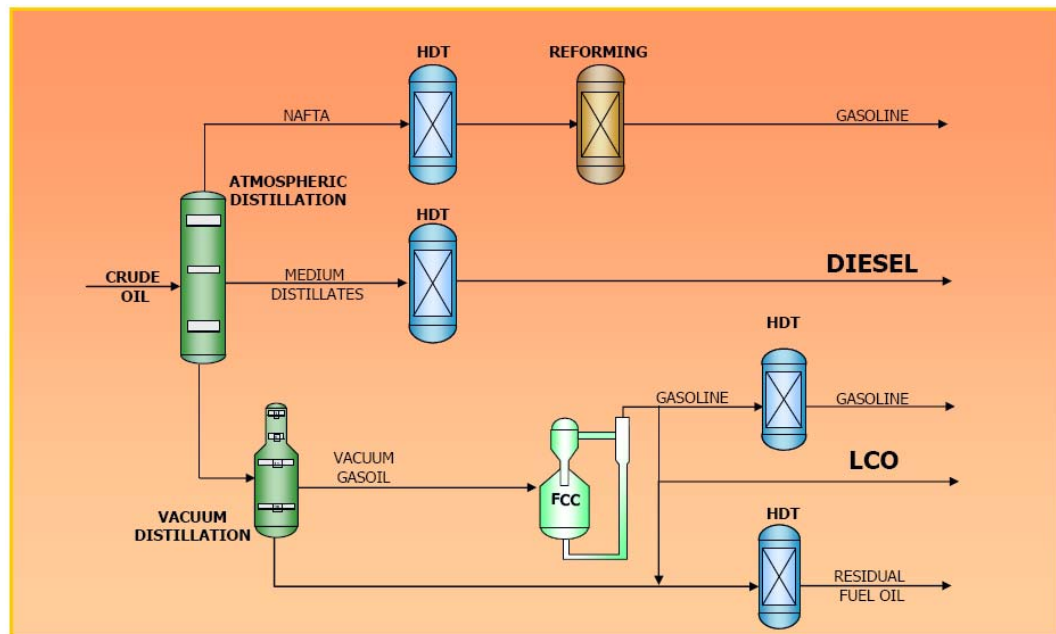 HDT
REFORMING
NAFTA
GASOLINE
ATMOSPHERIC
DISTILLATION
HDT
CRUDE
OIL
MEDIUM
DISTILLATES
DIESEL
HDT
GASOLINE
GASOLINE
VACUUM
GASOIL
FCC
LCO
VACUUM
DISTILLATION
HDT
RESIDUAL
FUEL OIL